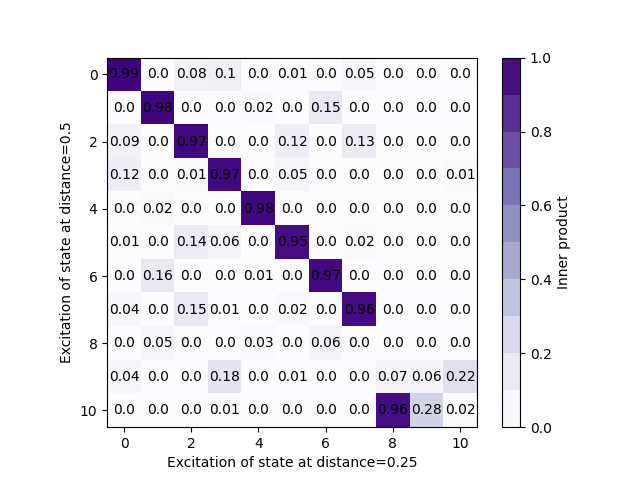 0 0.99 0.0 0.08 0.1 0.0 0.01 0.0 0.05 0.0 0.0 0.0
0.0 0.98 0.0 0.0 0.02 0.0 0.15 0.0 0.0 0.0 0.0
2 0.09 0.0 0.97 0.0 0.0 0.12 0.0 0.13 0.0 0.0 0.0
0.12 0.0 0.01 0.97 0.0 0.05 0.0 0.0 0.0 0.0 0.01
4 0.0 0.02 0.0 0.0 0.98 0.0 0.0 0.0 0.0 0.0 0.0
0.01 0.0 0.14 0.06 0.0 0.95 0.0 0.02 0.0 0.0 0.0
6 0.0 0.16 0.0 0.0 0.01 0.0 0.97 0.0 0.0 0.0 0.0
0.04 0.0 0.15 0.01 0.0 0.02 0.0 0.96 0.0 0.0 0.0
8 0.0 0.05 0.0 0.0 0.03 0.0 0.06 0.0 0.0 0.0 0.0
0.04 0.0 0.0 0.18 0.0 0.01 0.0 0.0 0.07 0.06 0.22
10 0.0 0.0 0.0 0.01 0.0 0.0 0.0 0.0 0.96 0.28 0.02
0 2 4 6 8 10
Excitation of state at distance=0.25
Excitation of state at distance=0.5
1.0
0.8
0.6
0.4
0.2
0.0
Inner product